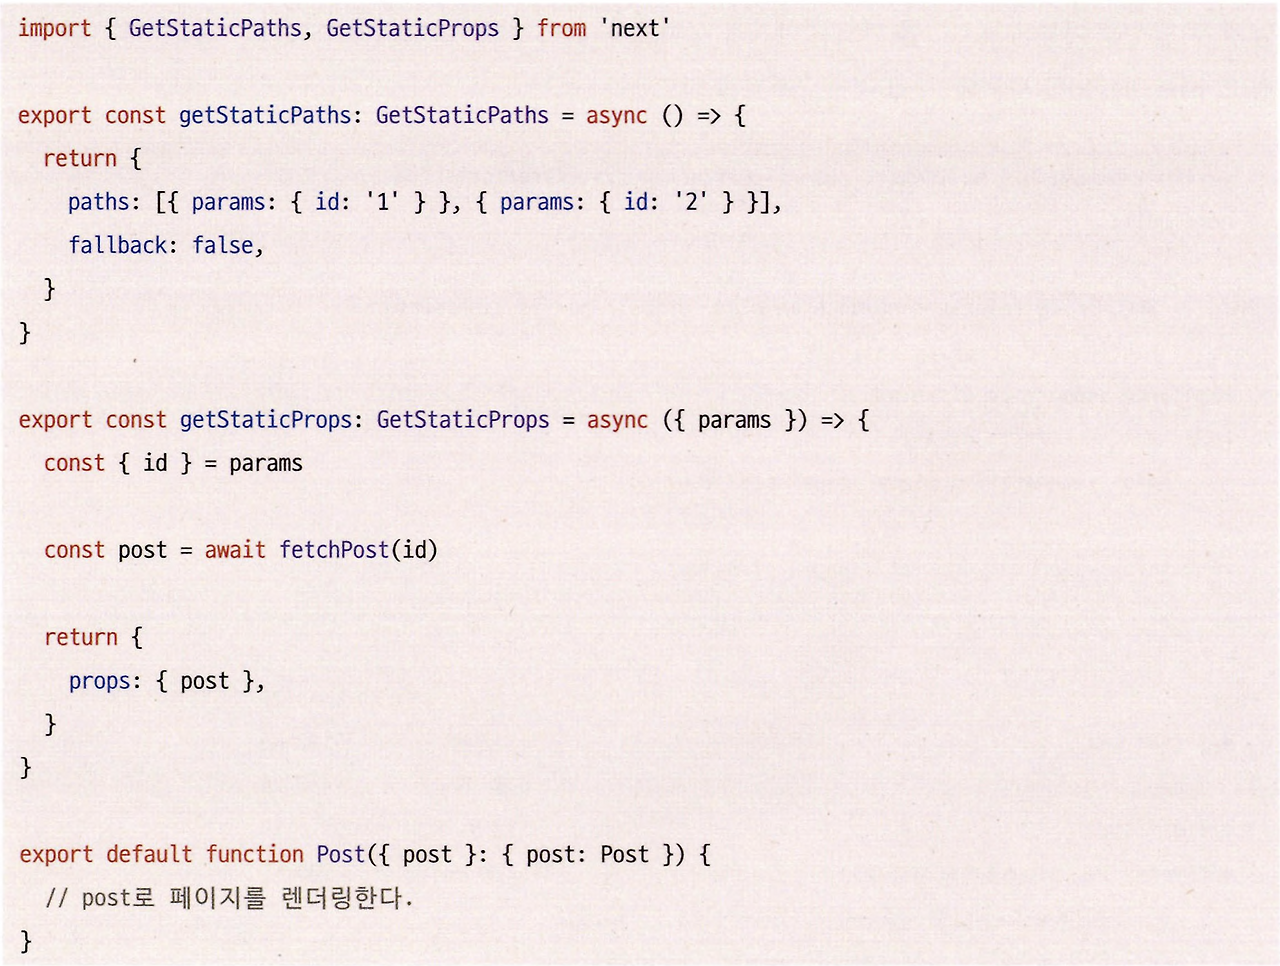 import { GetStaticPaths, GetStaticProps } from 'next'

export const getStaticPaths: GetStaticPaths = async () => {
  return {
    paths: [{ params: { id: '1' } }, { params: { id: '2' } }],
    fallback: false,
  }
}

export const getStaticProps: GetStaticProps = async ({ params }) => {
  const { id } = params

  const post = await fetchPost(id)

  return {
    props: { post },
  }
}

export default function Post({ post }: { post: Post }) {
  // post로 페이지를 렌더링한다.
}